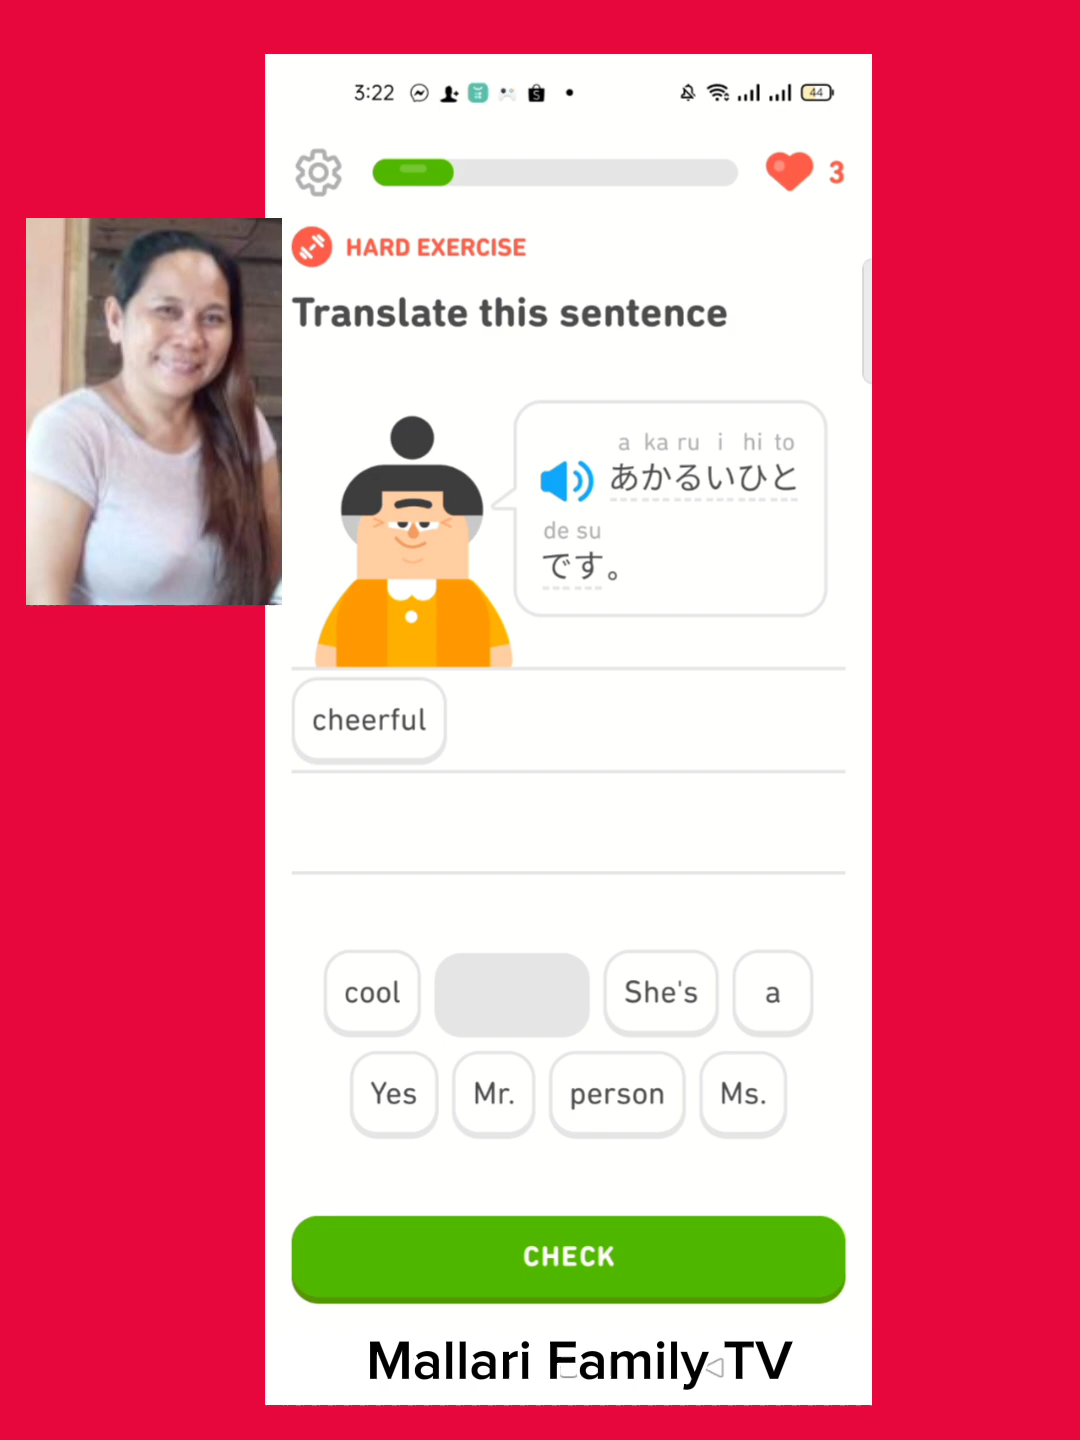 3:22
44
3
HARD EXERCISE
Translate this sentence
a ka ru i hi to
あかるいひと
de su
です。
cheerful
cool She's a
Yes Mr. person Ms.
CHECK
Mallari Family TV